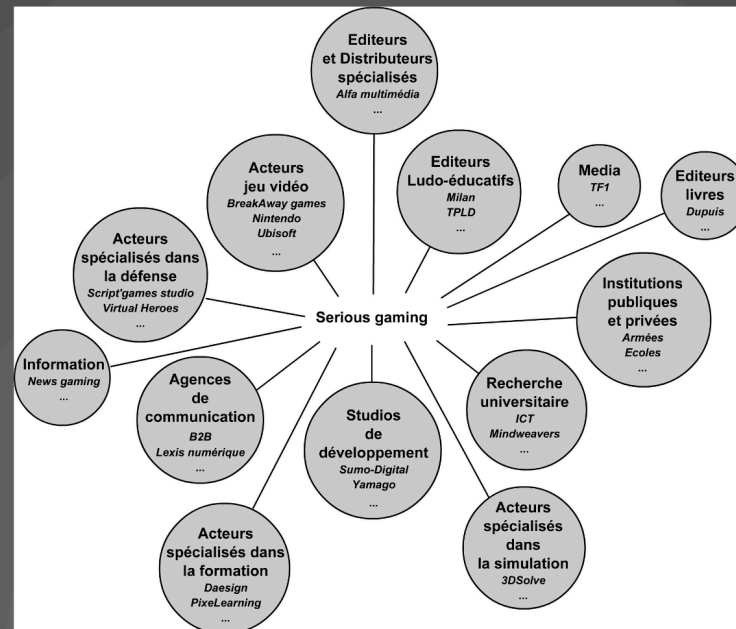 Editeurs
et Distributeurs
spécialisés
Alfa multimédia
...
Acteurs
jeu vidéo
BreakAway games
Nintendo
Ubisoft
...
Editeurs
Ludo-éducatifs
Milan
TPLD
...
Media
TF1
...
Editeurs
livres
Dupuis
...
Acteurs
spécialisés dans
la défense
Script'games studio
Virtual Heroes
...
Serious gaming
Institutions
publiques
et privées
Armées
Ecoles
...
Information
News gaming
...
Agences
de
communication
B2B
Lexis numérique
...
Studios
de
développement
Sumo-Digital
Yamago
...
Recherche
universitaire
ICT
Mindweavers
...
Acteurs
spécialisés dans
la formation
Daesign
PixeLearning
...
Acteurs
spécialisés
dans
la simulation
3DSolve
...